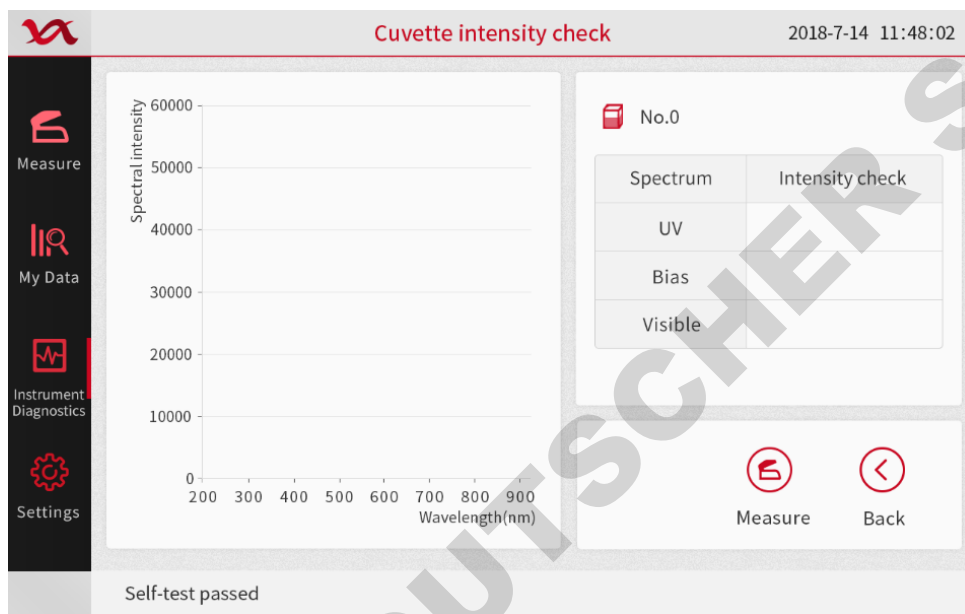 Cuvette intensity check
2018-7-14 11:48:02
Measure
My Data
Instrument
Diagnostics
Settings
Spectral intensity
60000
50000
40000
30000
20000
10000
0
200 300 400 500 600 700 800 900
Wavelength(nm)
No.0
Spectrum Intensity check
UV
Bias
Visible
Measure Back
Self-test passed
UTSCHER S